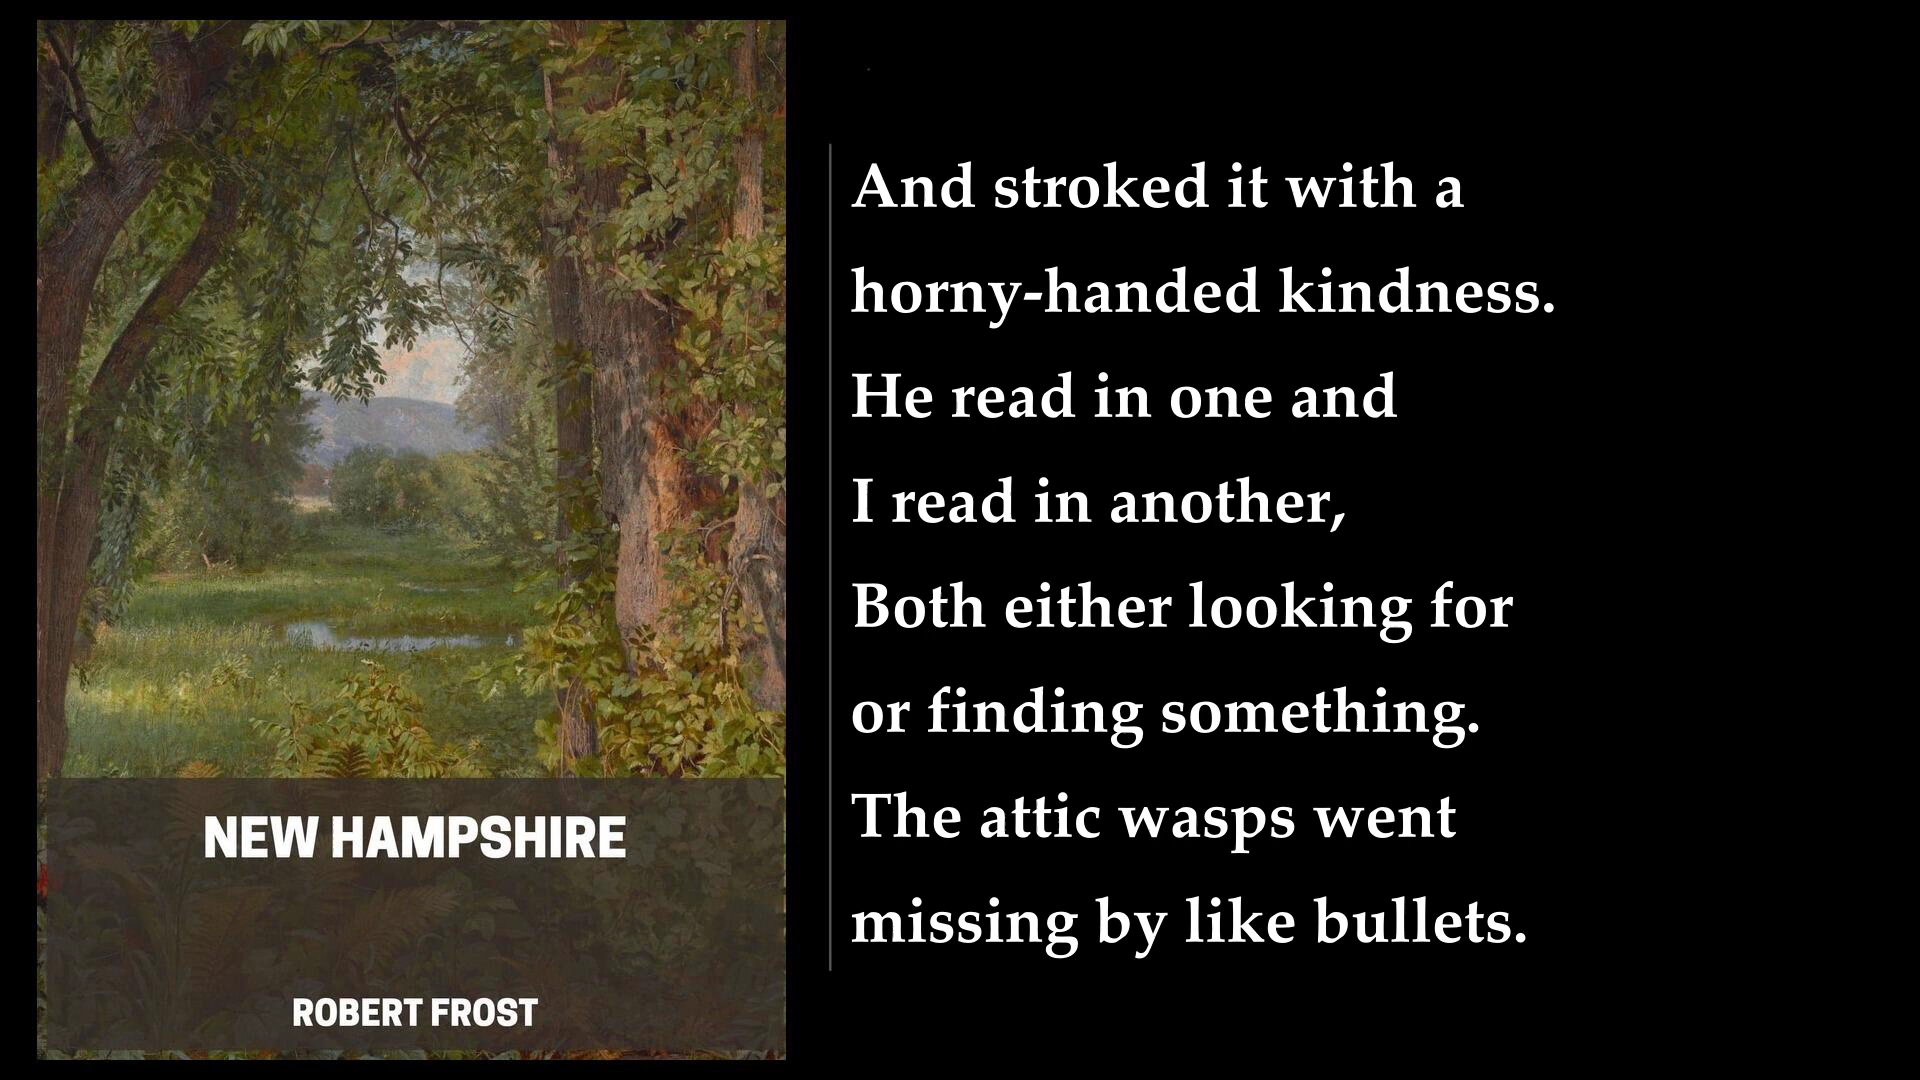 NEW HAMPSHIRE
ROBERT FROST
And stroked it with a
horny-handed kindness.
He read in one and
I read in another,
Both either looking for
or finding something.
The attic wasps went
missing by like bullets.